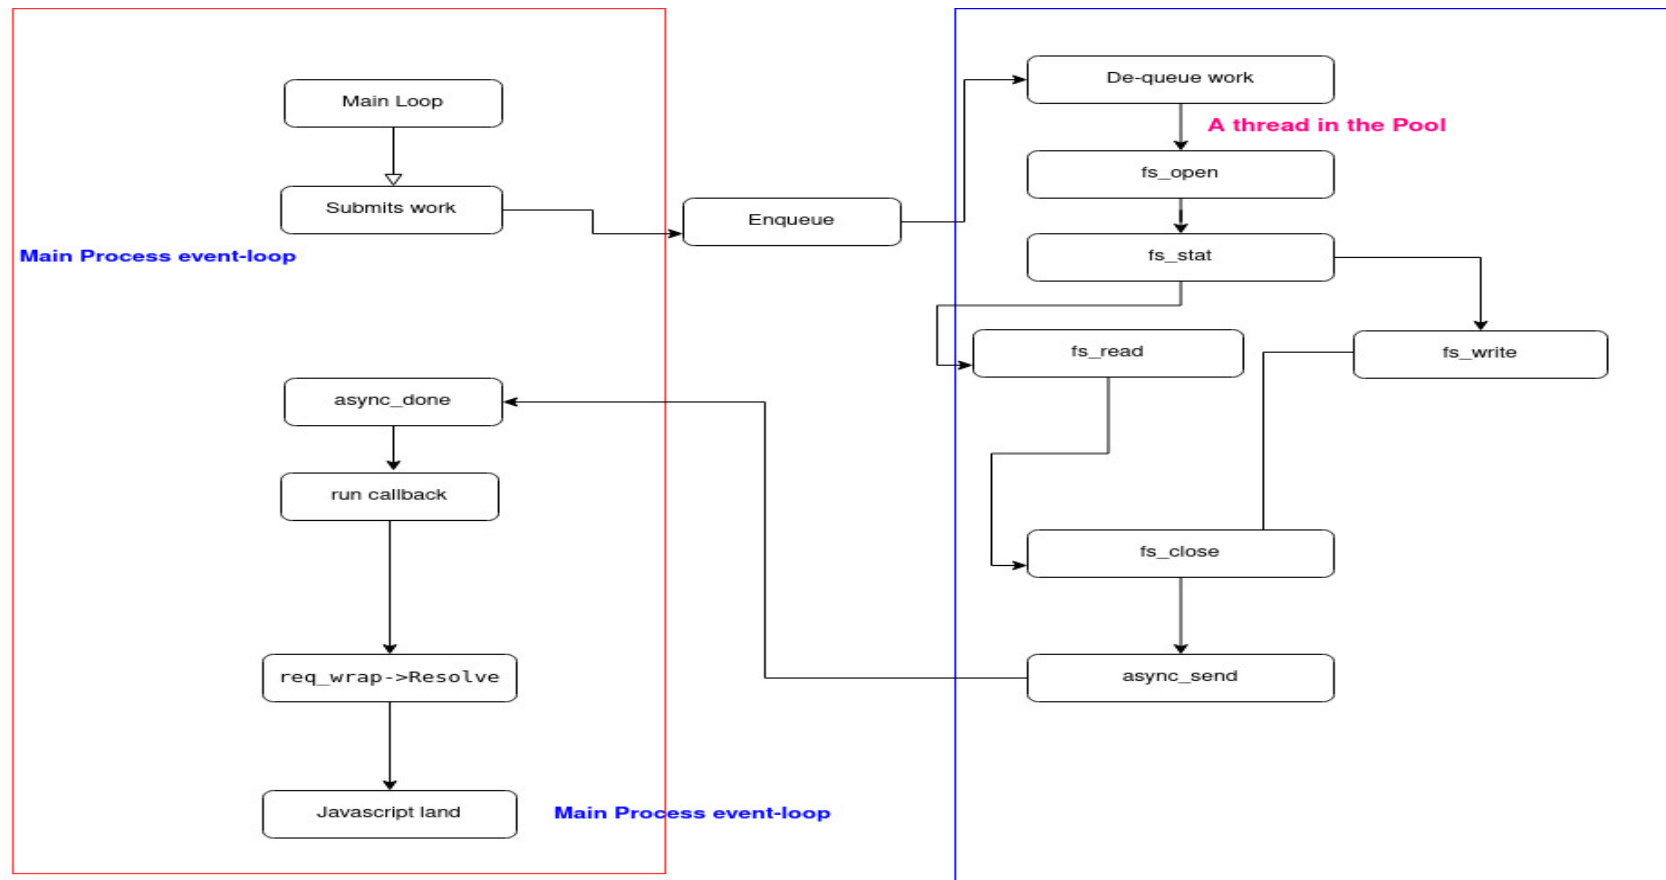 Main Loop
Submits work
Main Process event-loop
Enqueue
De-queue work
A thread in the Pool
fs_open
fs_stat
fs_read
fs_write
fs_close
async_send
async_done
run callback
req_wrap->Resolve
Javascript land
Main Process event-loop